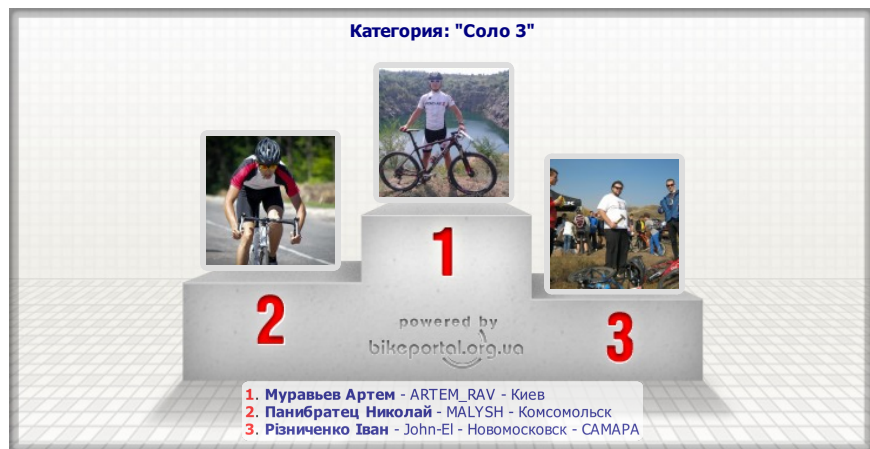 Категория: "Соло 3"
1
2
3
powered by
bikeportal.org.ua
1. Муравьев Артем - ARTEM_RAV - Киев
2. Панибратец Николай - MALYSH - Комсомольск
3. Різниченко Іван - John-El - Новомосковск - САМАРА